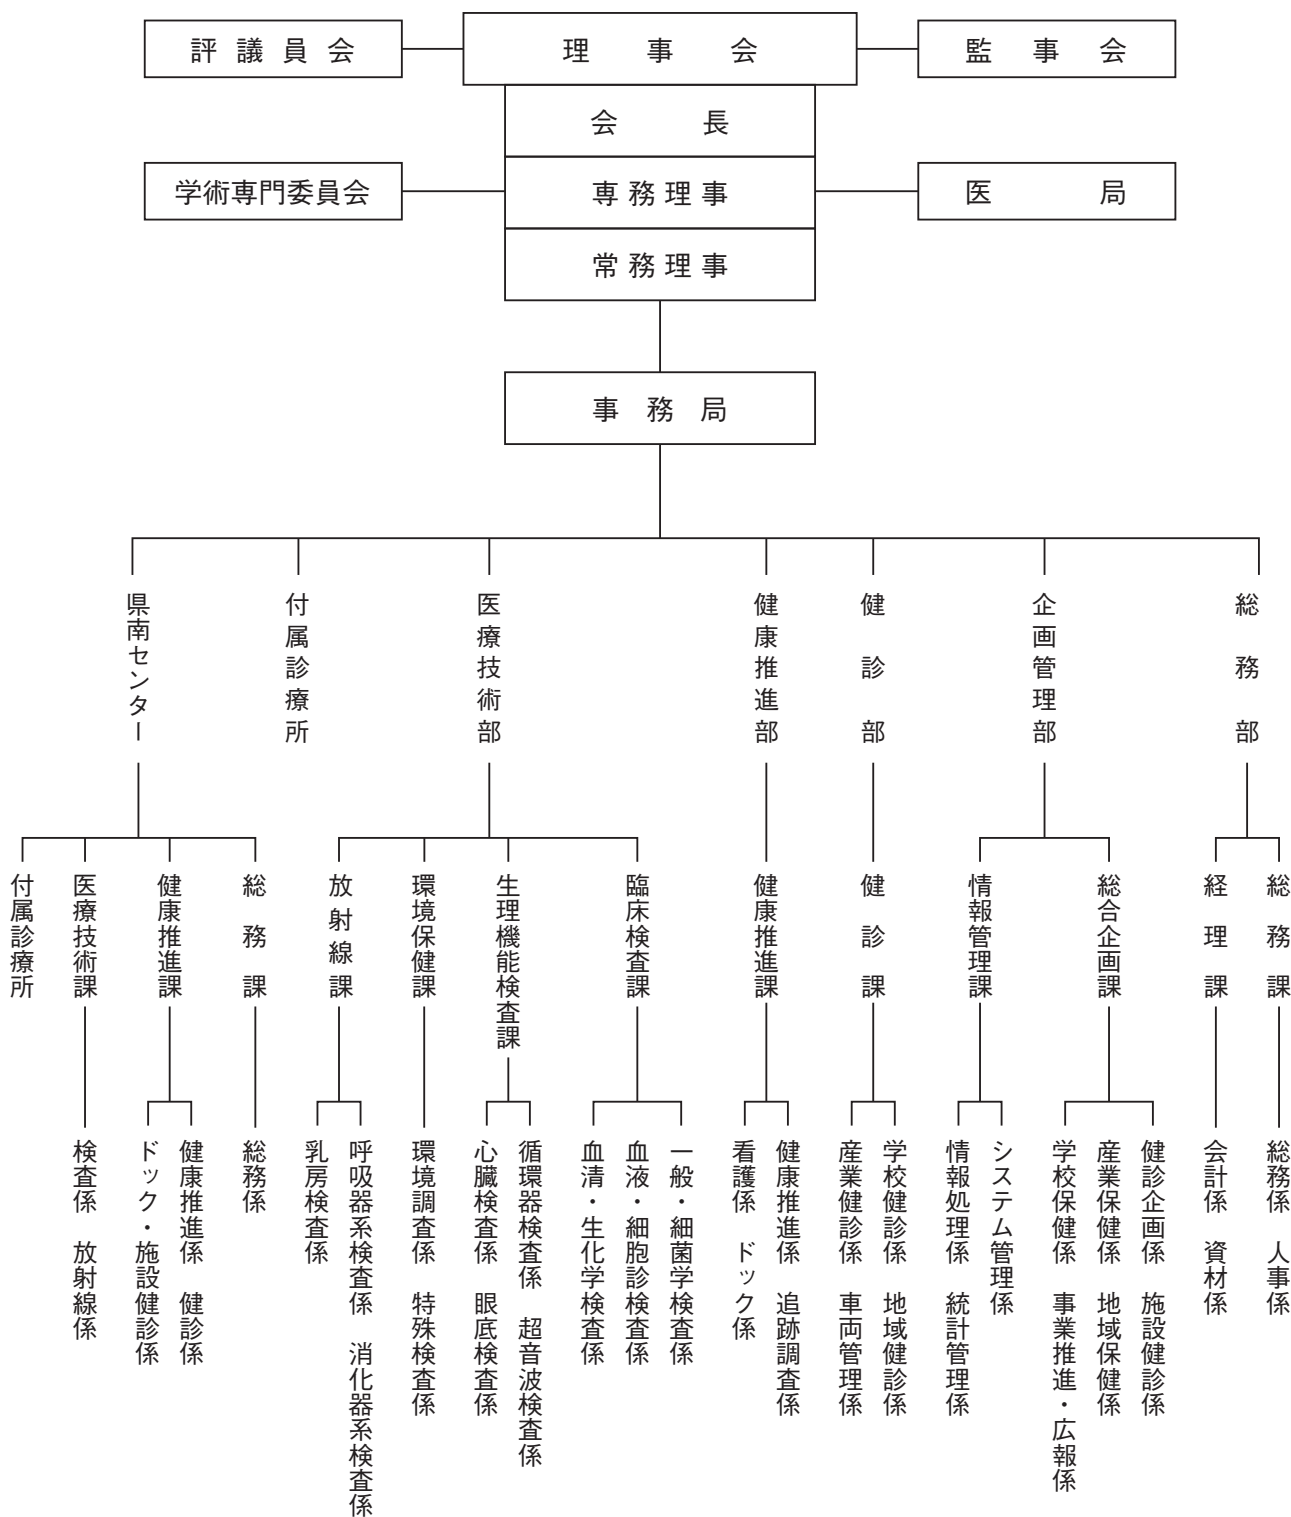 評議員会
理事会
監事会
会長
学術専門委員会
専務理事
医局
常務理事
事務局
総務部
企画管理部
健診部
健康推進部
医療技術部
付属診療所
県南センター
総務課
経理課
総合企画課
情報管理課
健診課
健康推進課
臨床検査課
生理機能検査課
環境保健課
放射線課
総務課
健康推進課
医療技術課
付属診療所
総務係 人事係
会計係 資材係
健診企画係 施設健診係
産業保健係 地域保健係
学校保健係 事業推進・広報係
システム管理係
情報処理係 統計管理係
学校健診係 地域健診係
産業健診係 車両管理係
健康推進係 追跡調査係
看護係 ドック係
一般・細菌学検査係
血液・細胞診検査係
血清・生化学検査係
循環器検査係 超音波検査係
心臓検査係 眼底検査係
環境調査係 特殊検査係
呼吸器系検査係 消化器系検査係
乳房検査係
総務係
健康推進係 健診係
ドック・施設健診係
検査係 放射線係